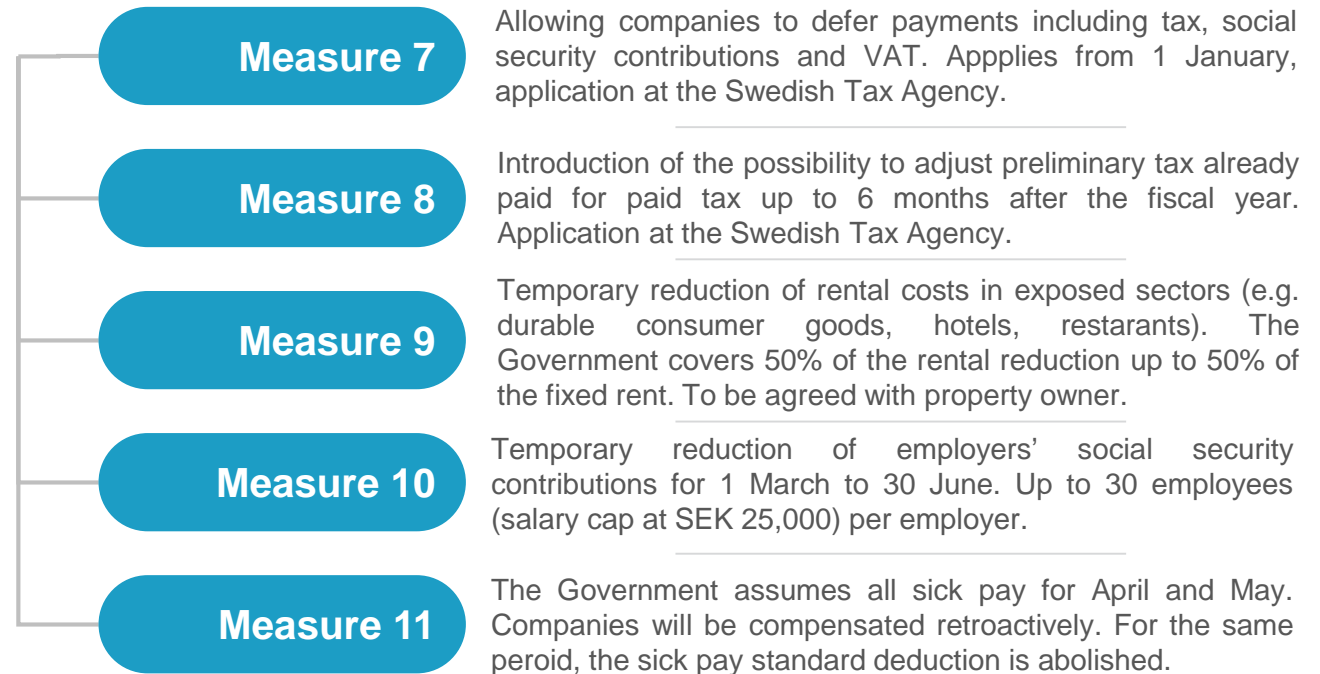 Measure 7
Allowing companies to defer payments including tax, social
security contributions and VAT. Appplies from 1 January,
application at the Swedish Tax Agency.
Measure 8
Introduction of the possibility to adjust preliminary tax already
paid for paid tax up to 6 months after the fiscal year.
Application at the Swedish Tax Agency.
Measure 9
Temporary reduction of rental costs in exposed sectors (e.g.
durable consumer goods, hotels, restarants). The
Government covers 50% of the rental reduction up to 50% of
the fixed rent. To be agreed with property owner.
Measure 10
Temporary reduction of employers’ social security
contributions for 1 March to 30 June. Up to 30 employees
(salary cap at SEK 25,000) per employer.
Measure 11
The Government assumes all sick pay for April and May.
Companies will be compensated retroactively. For the same
peroid, the sick pay standard deduction is abolished.